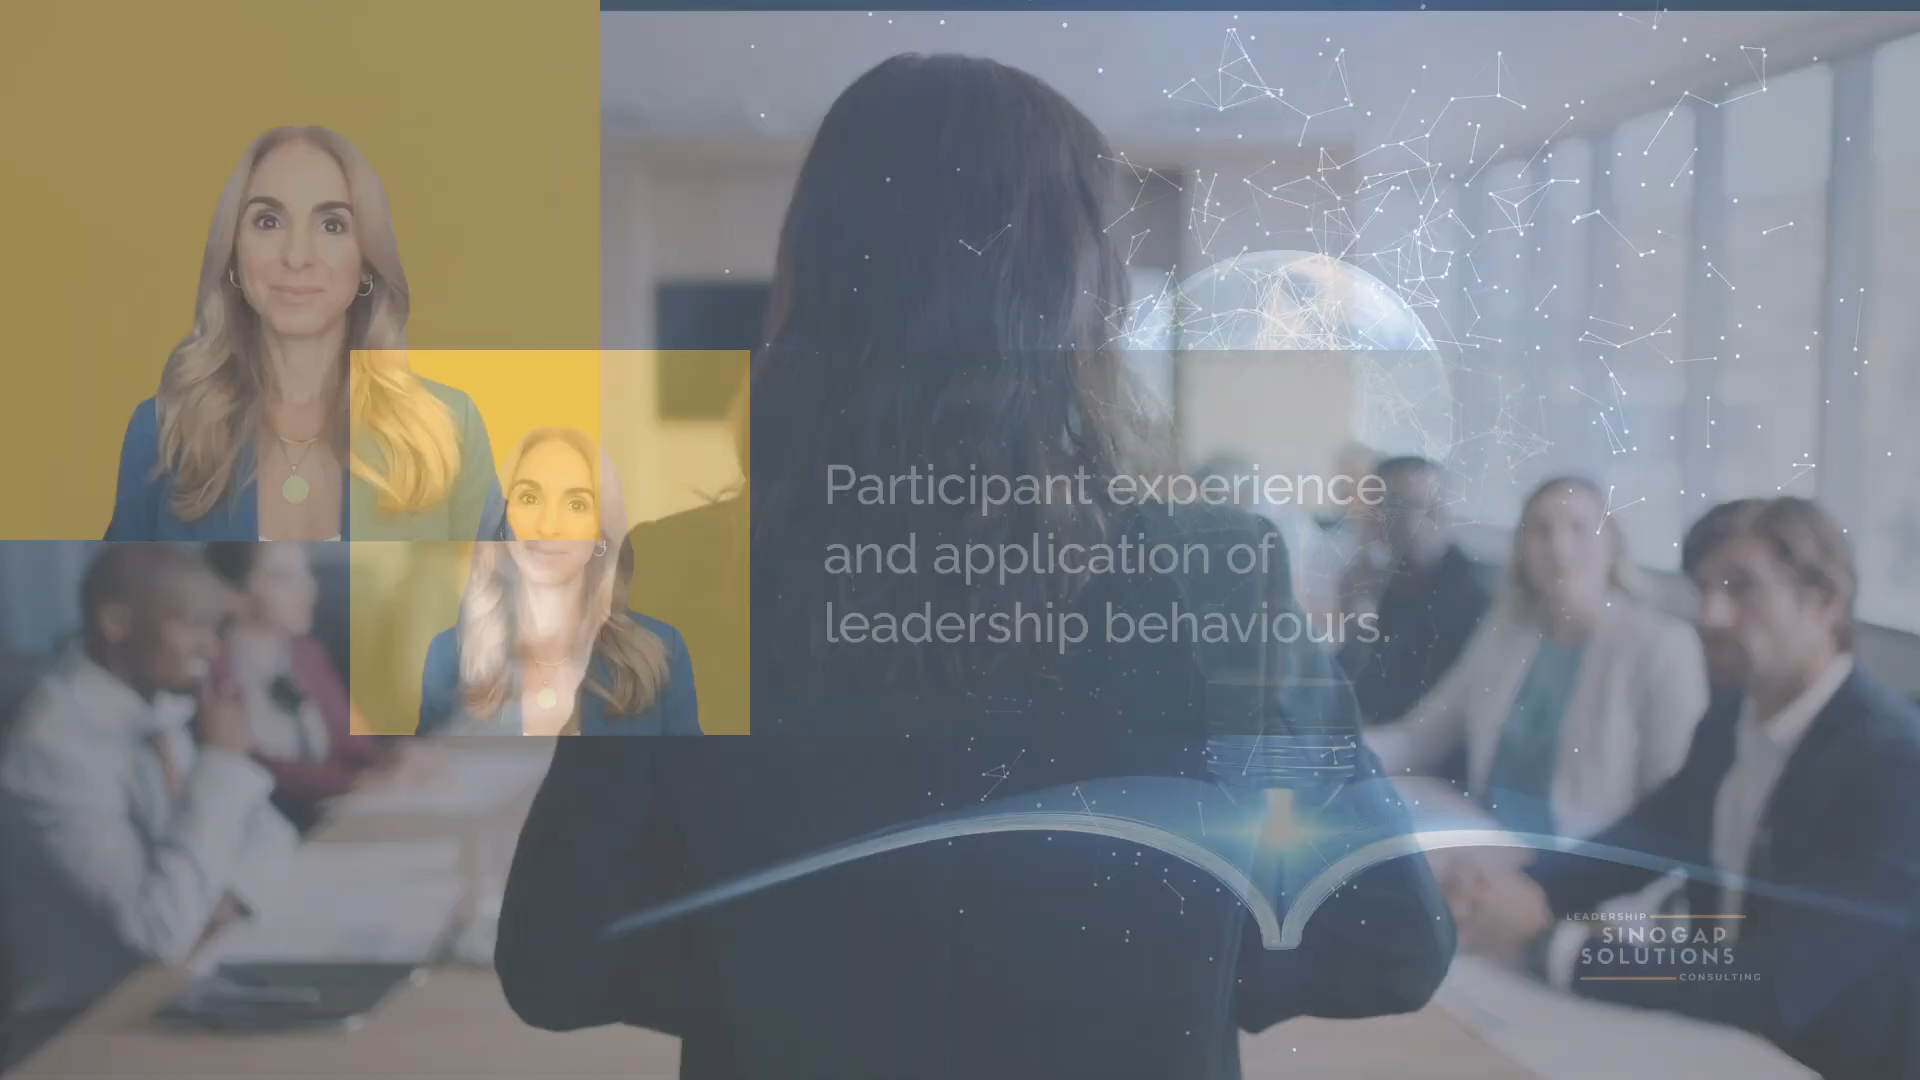 Participant experience
and application of
leadership behaviours.
LEADERSHIP
SINOGAP
SOLUTIONS
CONSULTING